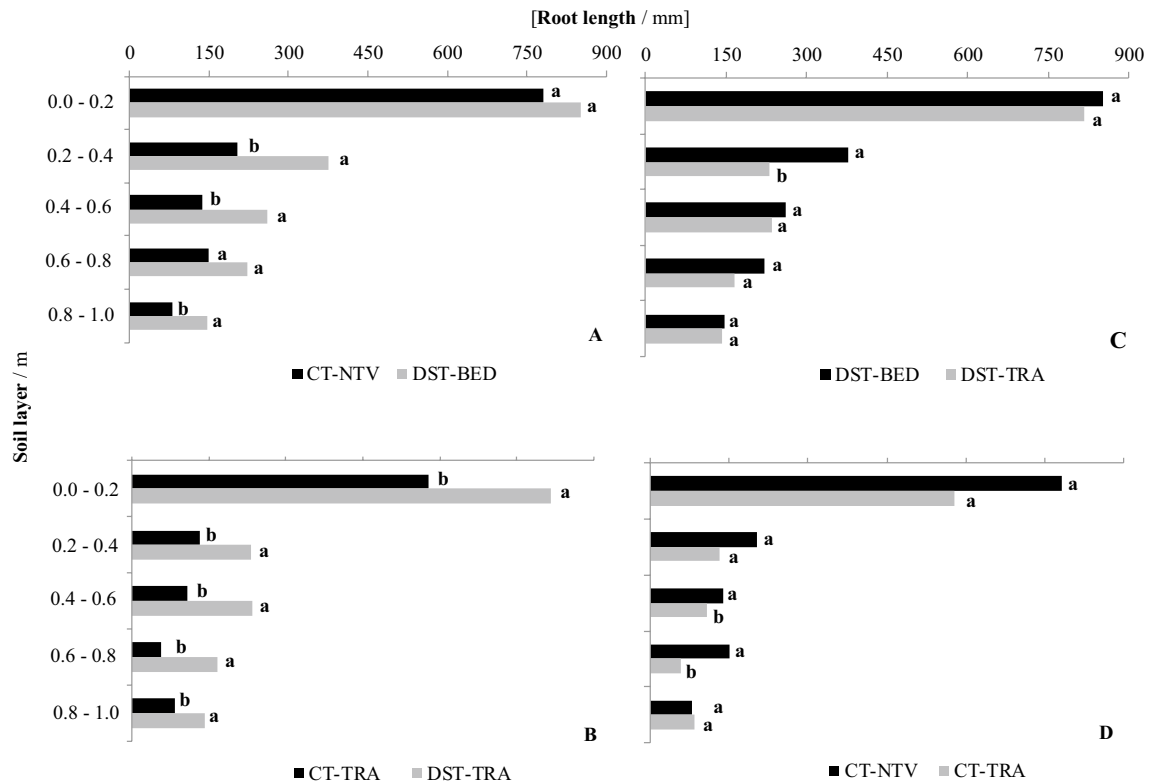 [Root length / mm]
0 150 300 450 600 750 900
0 150 300 450 600 750 900
Soil layer / m
0.0 - 0.2
a
a
0.2 - 0.4
b
a
0.4 - 0.6
b
a
0.6 - 0.8
a
a
0.8 - 1.0
b
a
A
CT-NTV DST-BED
a
a
a
b
a
a
a
a
a
a
C
DST-BED DST-TRA
0.0 - 0.2
b
a
0.2 - 0.4
b
a
0.4 - 0.6
b
a
0.6 - 0.8
b
a
0.8 - 1.0
b
a
B
CT-TRA DST-TRA
a
a
a
a
a
b
a
b
a
a
D
CT-NTV CT-TRA